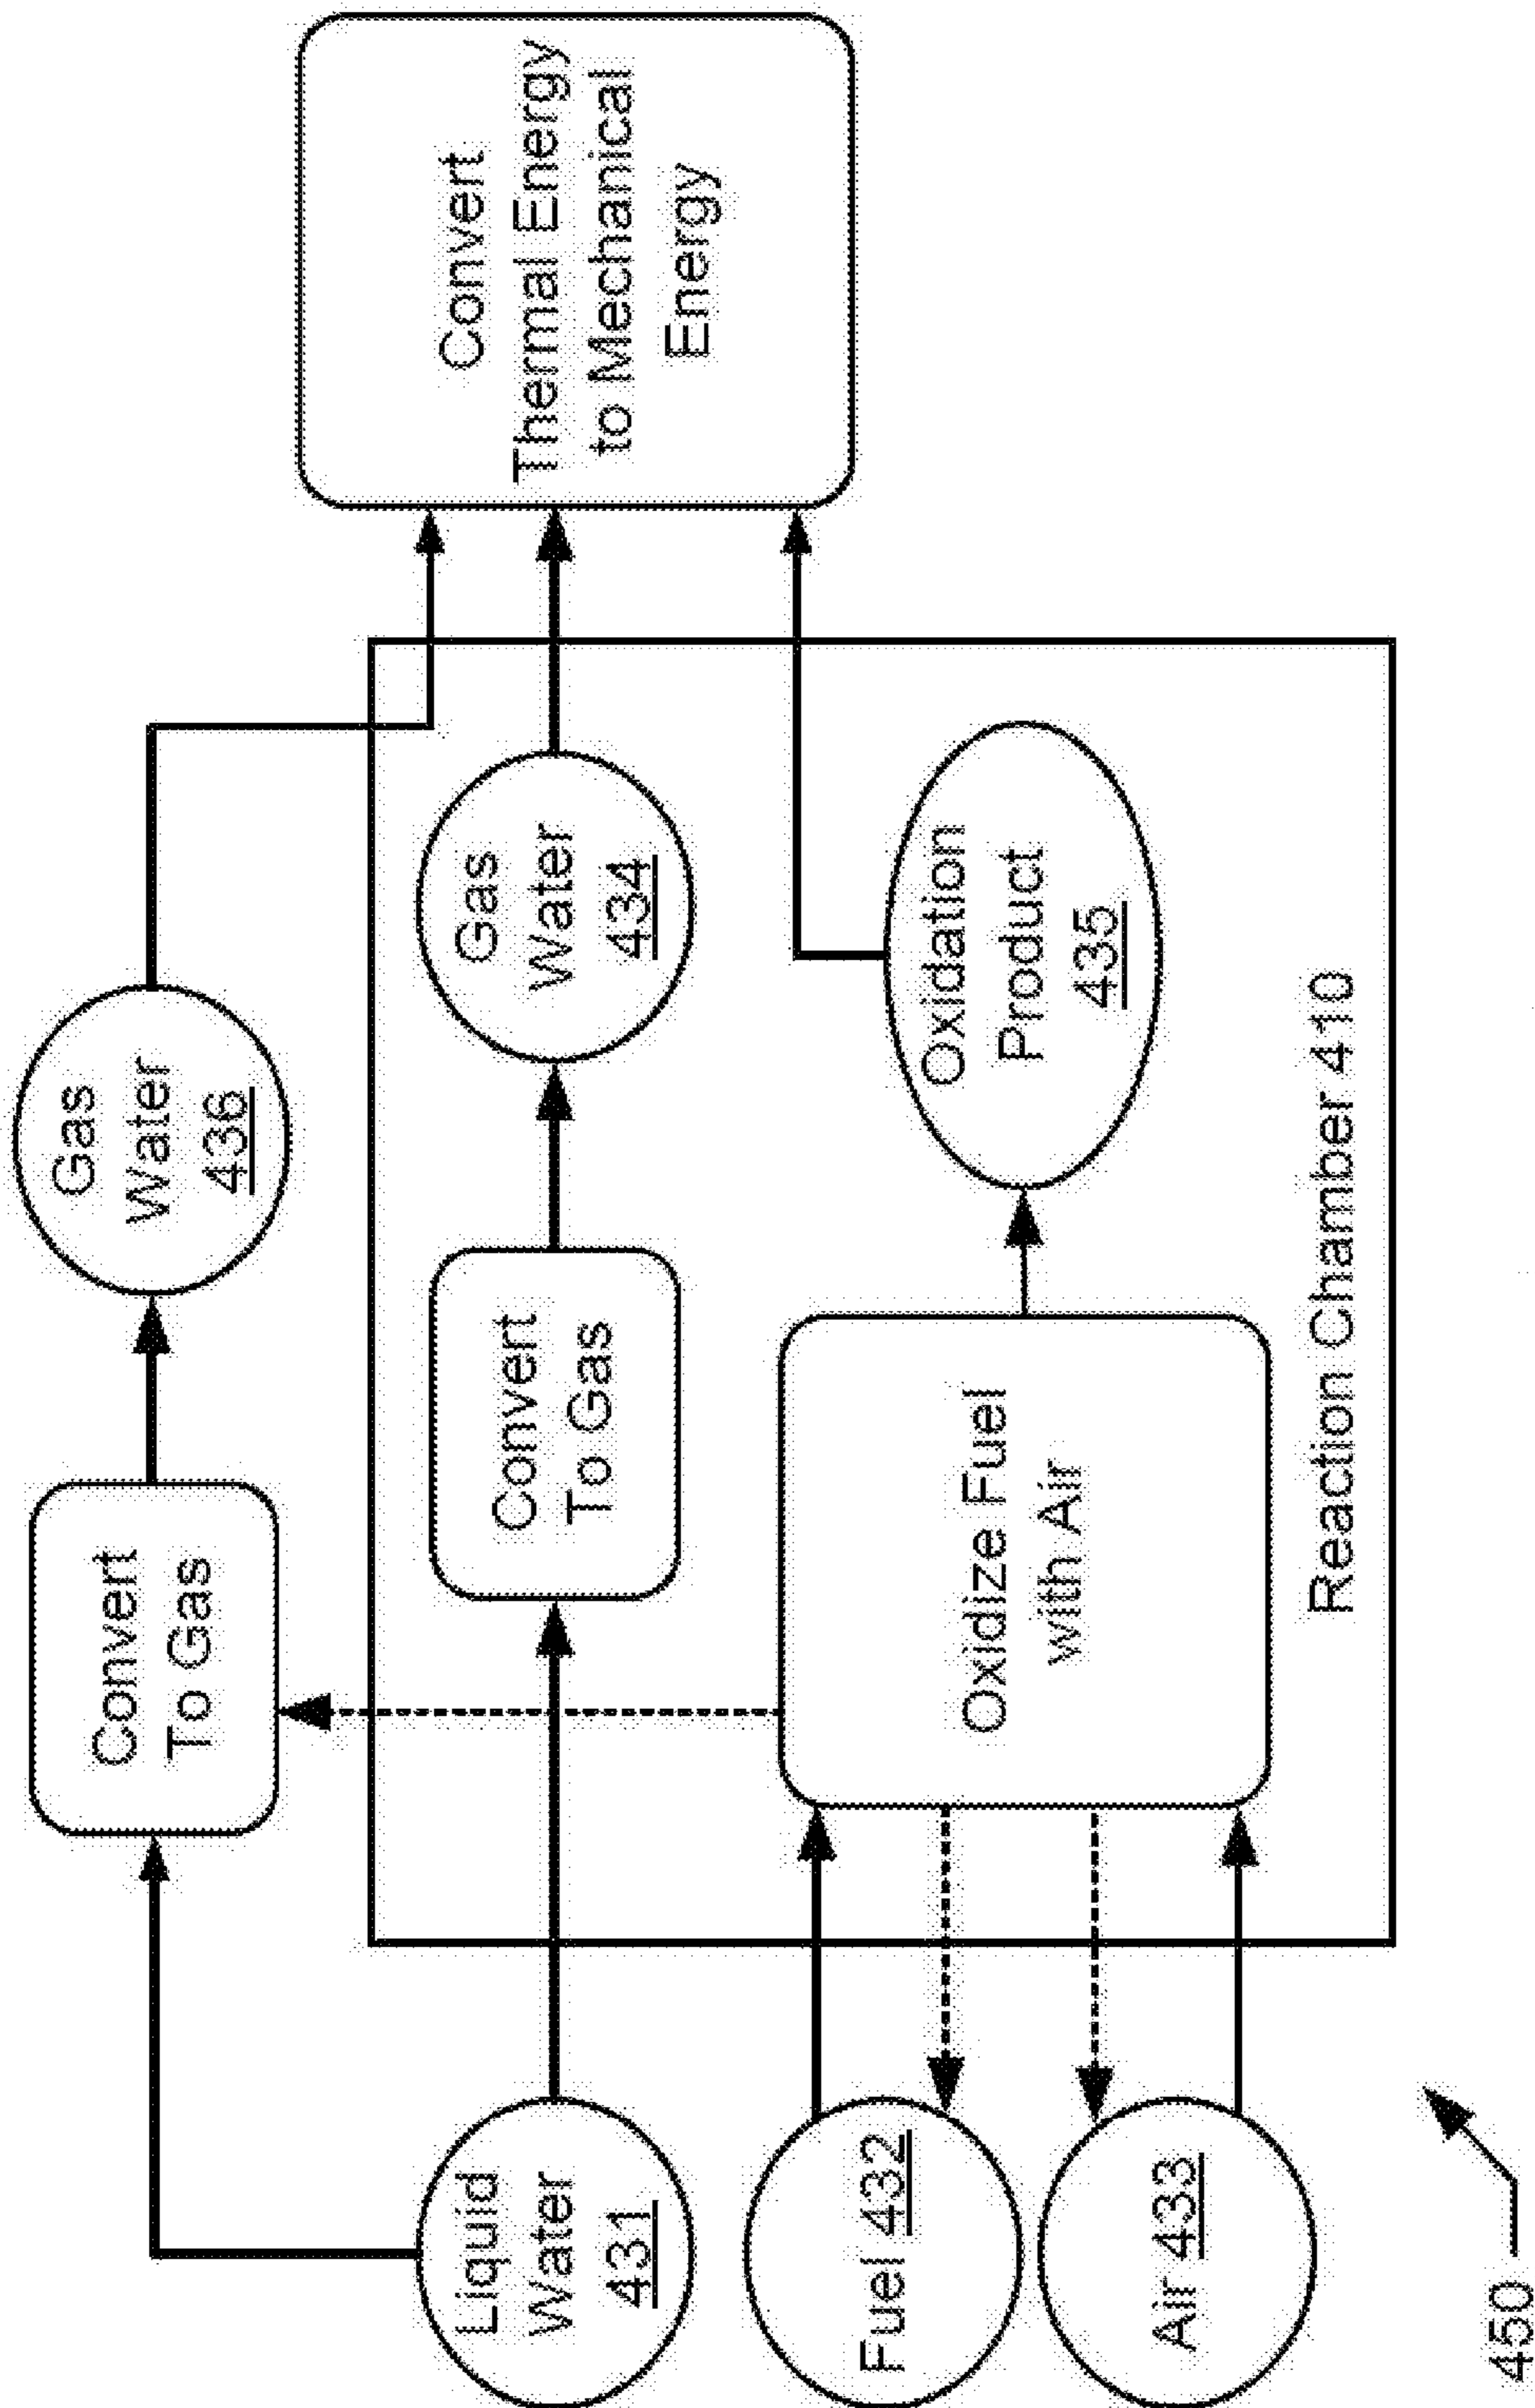 Liquid
Water
431
Fuel 432
Air 433
Convert
To Gas
Gas
Water
436
Convert
To Gas
Gas
Water
434
Oxidize Fuel
with Air
Oxidation
Product
435
Reaction Chamber 410
Convert
Thermal Energy
to Mechanical
Energy
450